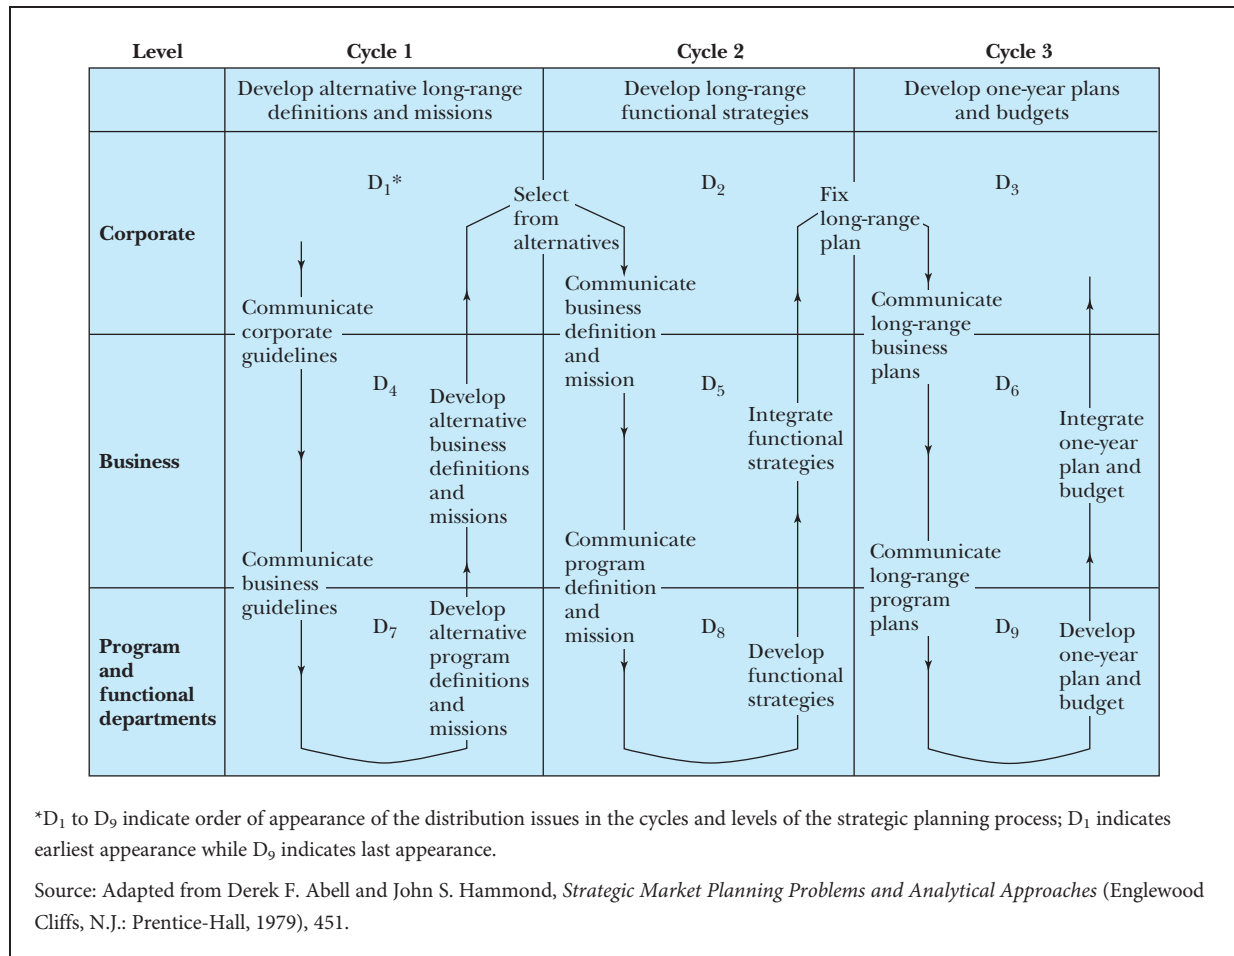 Level
Cycle 1
Cycle 2
Cycle 3
Develop alternative long-range
definitions and missions
Develop long-range
functional strategies
Develop one-year plans
and budgets
Corporate
D1*
Select
from
alternatives
D2
Fix
long-range
plan
D3
Communicate
corporate
guidelines
Communicate
business
definition
and
mission
Communicate
long-range
business
plans
Business
D4
Develop
alternative
business
definitions
and
missions
D5
Integrate
functional
strategies
D6
Integrate
one-year
plan and
budget
Communicate
business
guidelines
Communicate
program
definition
and
mission
Communicate
long-range
program
plans
Program
and
functional
departments
D7
Develop
alternative
program
definitions
and
missions
D8
Develop
functional
strategies
D9
Develop
one-year
plan and
budget
*D1 to D9 indicate order of appearance of the distribution issues in the cycles and levels of the strategic planning process; D1 indicates
earliest appearance while D9 indicates last appearance.
Source: Adapted from Derek F. Abell and John S. Hammond, Strategic Market Planning Problems and Analytical Approaches (Englewood
Cliffs, N.J.: Prentice-Hall, 1979), 451.